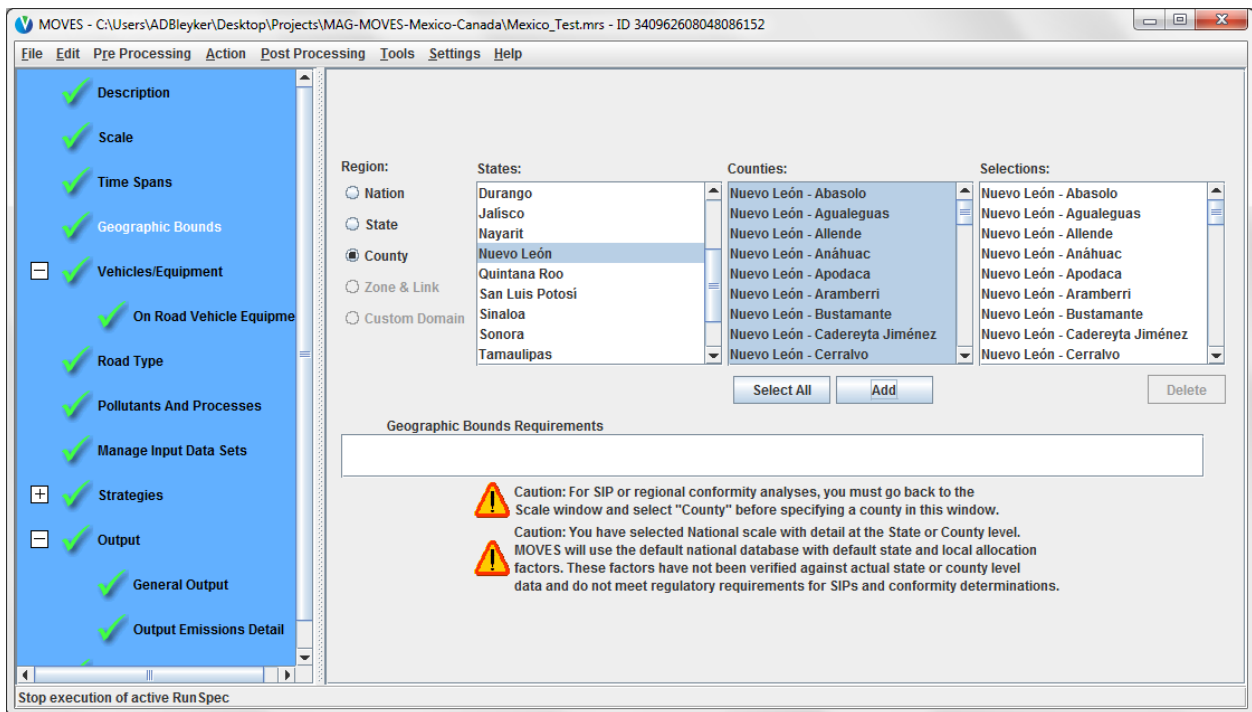 MOVES - C:\Users\ADBleyker\Desktop\Projects\MAG-MOVES-Mexico-Canada\Mexico_Test.mrs - ID 340962608048086152
File Edit Pre Processing Action Post Processing Tools Settings Help
Description
Scale
Time Spans
Geographic Bounds
Vehicles/Equipment
On Road Vehicle Equipme
Road Type
Pollutants And Processes
Manage Input Data Sets
Strategies
Output
General Output
Output Emissions Detail
Region:
Nation
State
County
Zone & Link
Custom Domain
States:
Durango
Jalisco
Nayarit
Nuevo León
Quintana Roo
San Luis Potosí
Sinaloa
Sonora
Tamaulipas
Counties:
Nuevo León - Abasolo
Nuevo León - Agualeguas
Nuevo León - Allende
Nuevo León - Anáhuac
Nuevo León - Apodaca
Nuevo León - Aramberri
Nuevo León - Bustamante
Nuevo León - Cadereyta Jiménez
Nuevo León - Cerralvo
Selections:
Nuevo León - Abasolo
Nuevo León - Agualeguas
Nuevo León - Allende
Nuevo León - Anáhuac
Nuevo León - Apodaca
Nuevo León - Aramberri
Nuevo León - Bustamante
Nuevo León - Cadereyta Jiménez
Nuevo León - Cerralvo
Select All Add Delete
Geographic Bounds Requirements
Caution: For SIP or regional conformity analyses, you must go back to the
Scale window and select "County" before specifying a county in this window.
Caution: You have selected National scale with detail at the State or County level.
MOVES will use the default national database with default state and local allocation
factors. These factors have not been verified against actual state or county level
data and do not meet regulatory requirements for SIPs and conformity determinations.
Stop execution of active RunSpec